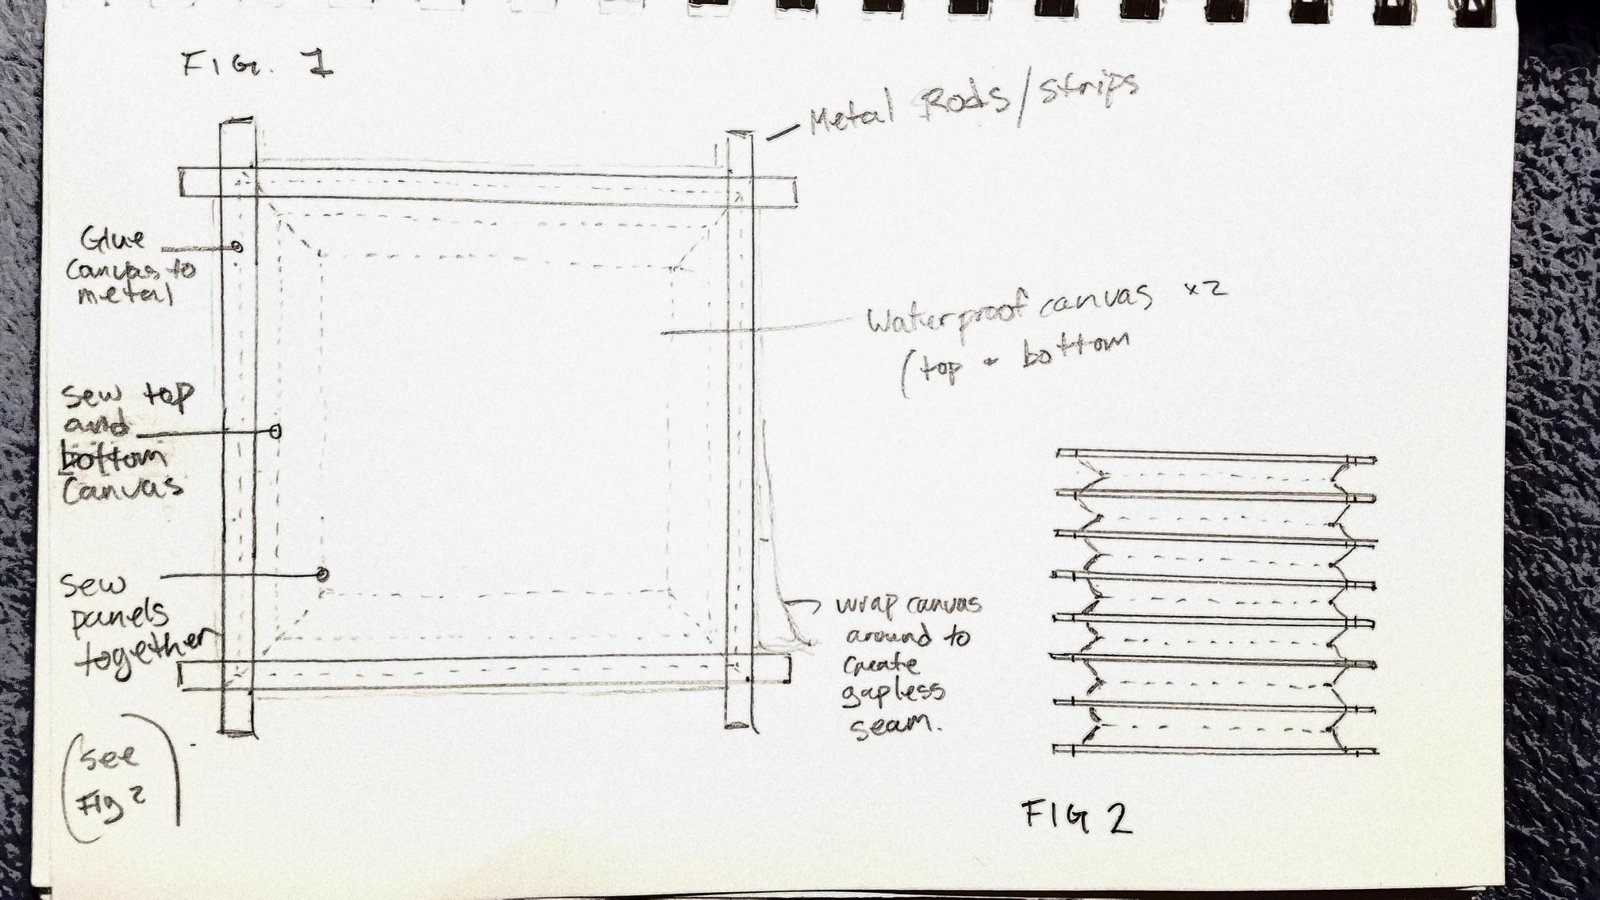 FIG. 1
Metal Rods/strips
Glue
canvas to
metal
Waterproof canvas x2
(top + bottom
sew top
and
bottom
canvas
sew
panels
together
wrap canvas
around to
create
gapless
seam.
(see
Fig 2)
FIG 2